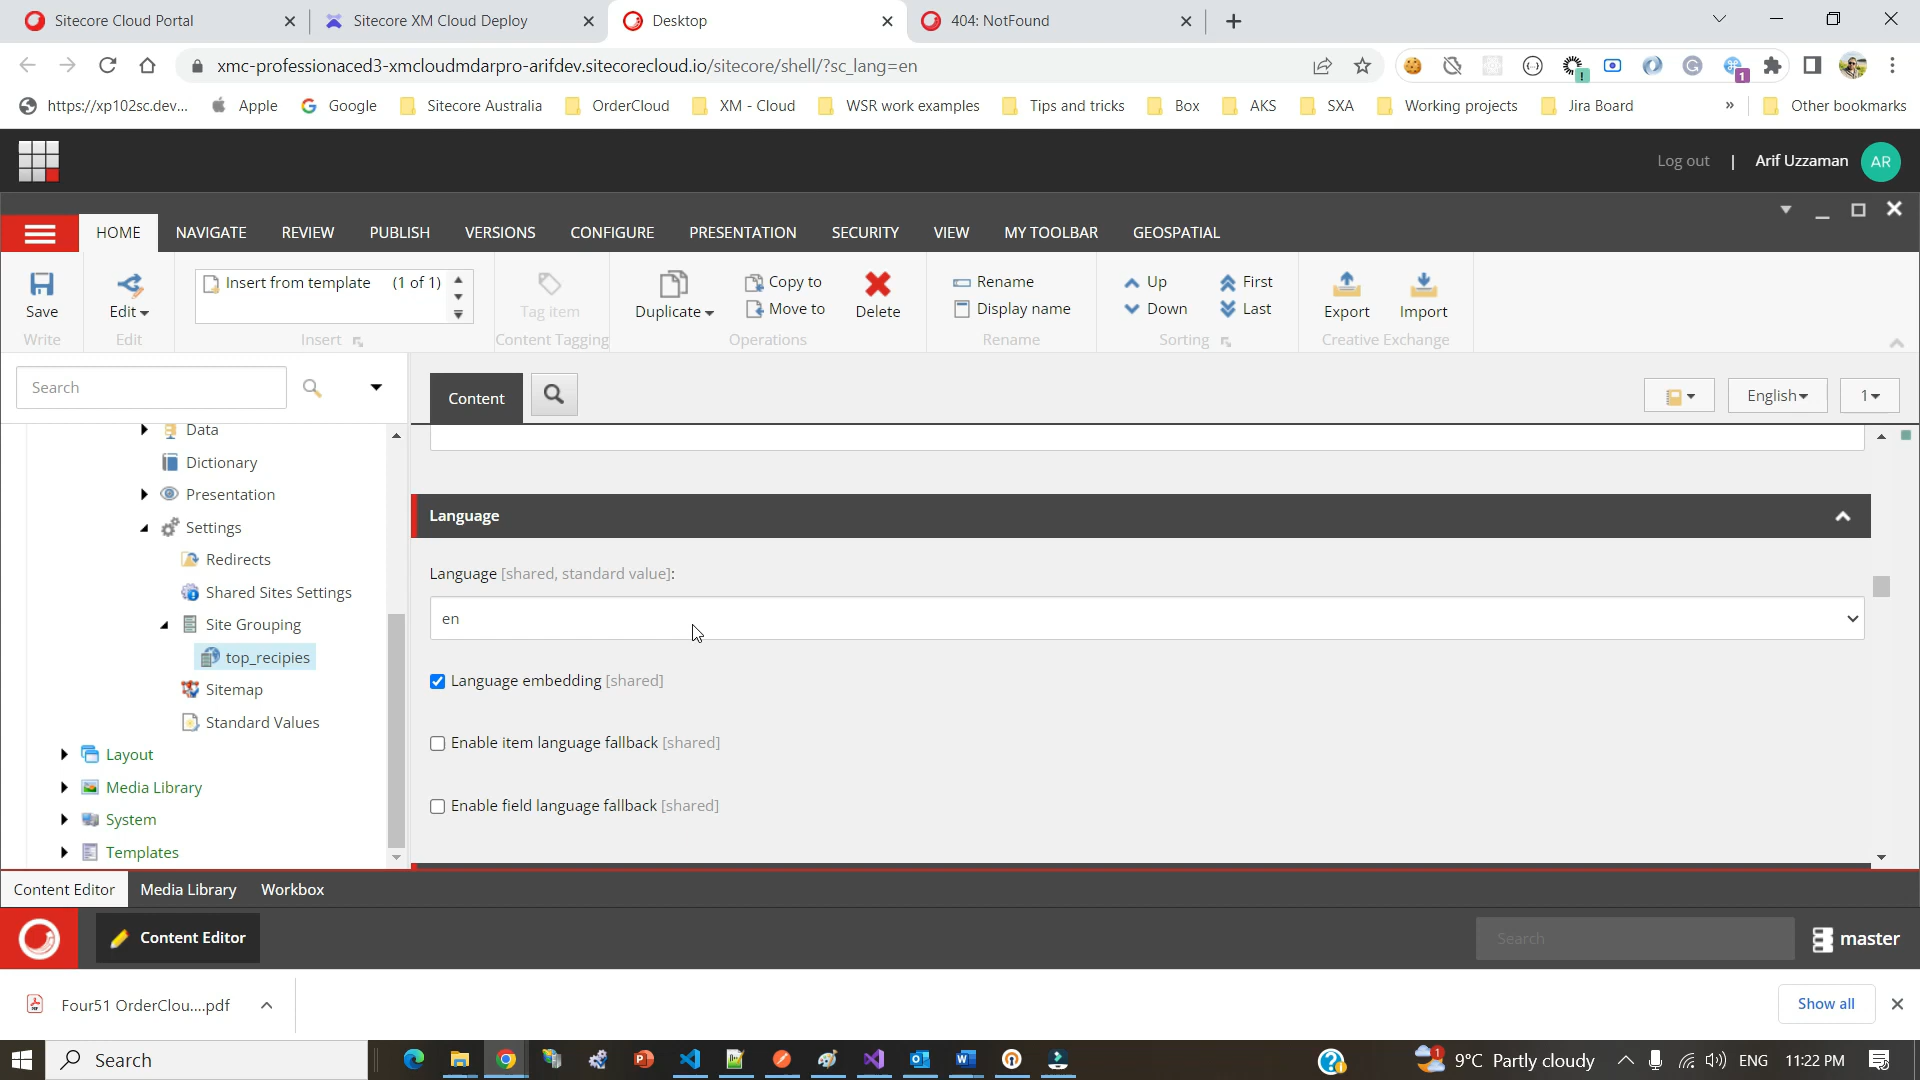 Sitecore Cloud Portal
Sitecore XM Cloud Deploy
Desktop
404: NotFound
xmc-professionaced3-xmcloudmdarpro-arifdev.sitecorecloud.io/sitecore/shell/?sc_lang=en
1
https://xp102sc.dev...
Apple
Google
Sitecore Australia
OrderCloud
XM - Cloud
WSR work examples
Tips and tricks
Box
AKS
SXA
Working projects
Jira Board
»
Other bookmarks
Log out
|
Arif Uzzaman
AR
HOME
NAVIGATE
REVIEW
PUBLISH
VERSIONS
CONFIGURE
PRESENTATION
SECURITY
VIEW
MY TOOLBAR
GEOSPATIAL
Save
Write
Edit
Edit
Insert from template (1 of 1)
Insert
Tag item
Content Tagging
Duplicate
Copy to
Move to
Delete
Operations
Rename
Display name
Rename
Up
Down
First
Last
Sorting
Export
Import
Creative Exchange
Search
Content
English
1
Data
Dictionary
Presentation
Settings
Redirects
Shared Sites Settings
Site Grouping
top_recipies
Sitemap
Standard Values
Layout
Media Library
System
Templates
Language
Language [shared, standard value]:
en
Language embedding [shared]
Enable item language fallback [shared]
Enable field language fallback [shared]
Content Editor
Media Library
Workbox
Content Editor
Search
master
Four51 OrderClou....pdf
Show all
Search
1
9°C Partly cloudy
ENG
11:22 PM